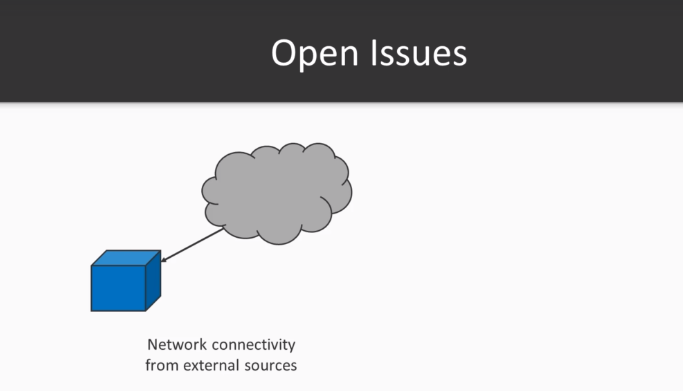 Open Issues
Network connectivity
from external sources